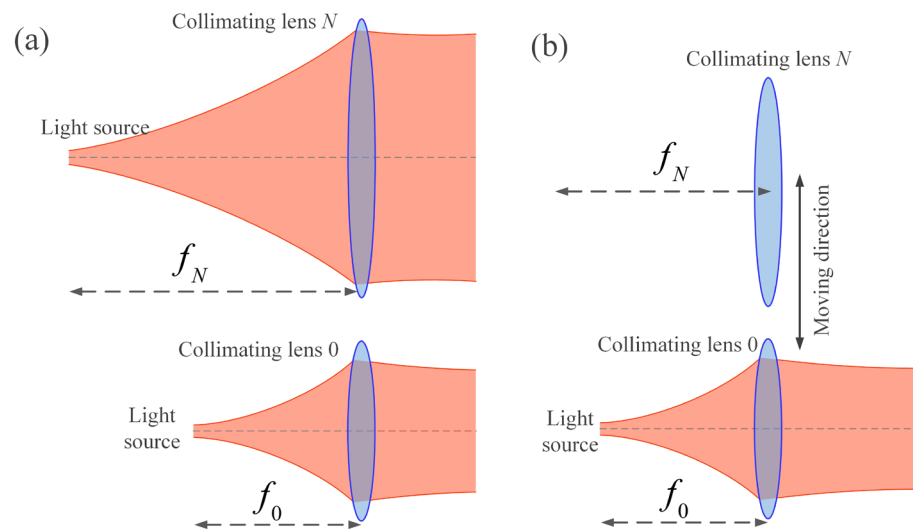 (a)
Collimating lens N
Light source
f_N
Collimating lens 0
Light
source
f_0
(b)
Collimating lens N
f_N
Moving direction
Collimating lens 0
Light
source
f_0